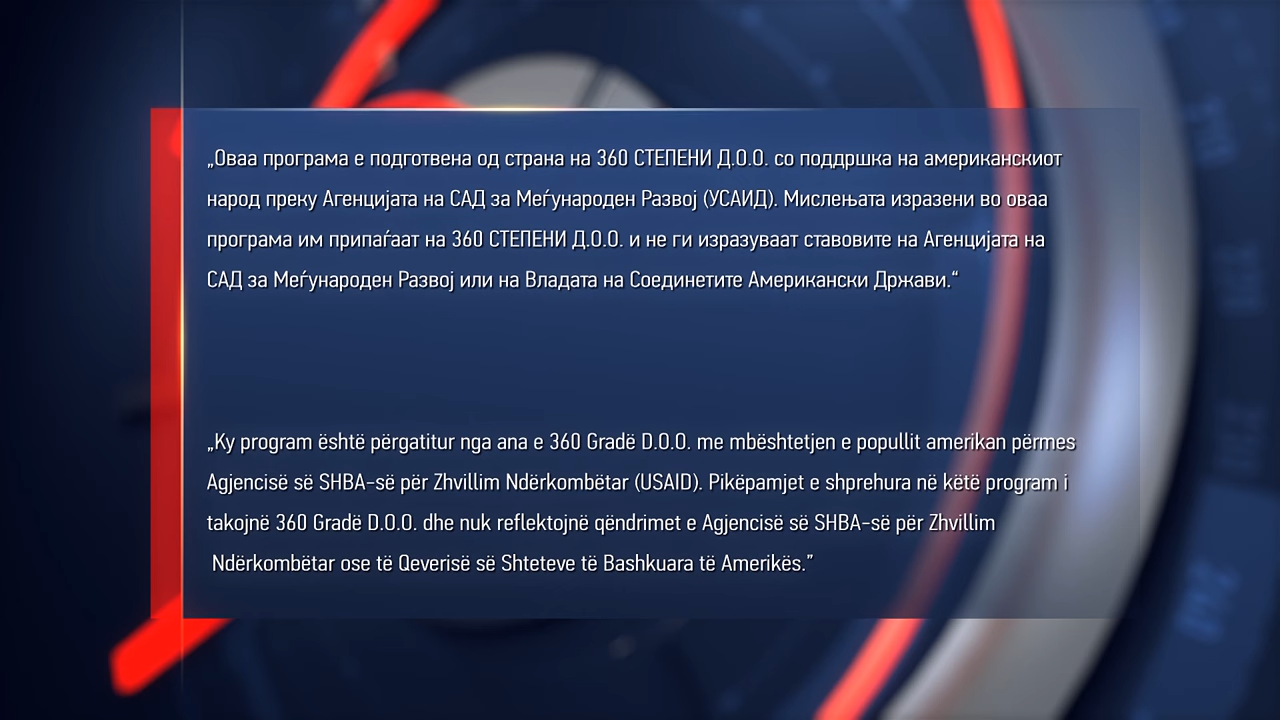 „Оваа програма е подготвена од страна на 360 СТЕПЕНИ Д.О.О. со поддршка на американскиот
народ преку Агенцијата на САД за Меѓународен Развој (УСАИД). Мислењата изразени во оваа
програма им припаѓаат на 360 СТЕПЕНИ Д.О.О. и не ги изразуваат ставовите на Агенцијата на
САД за Меѓународен Развој или на Владата на Соединетите Американски Држави.“
„Ky program është përgatitur nga ana e 360 Gradë D.O.O. me mbështetjen e popullit amerikan përmes
Agjencisë së SHBA-së për Zhvillim Ndërkombëtar (USAID). Pikëpamjet e shprehura në këtë program i
takojnë 360 Gradë D.O.O. dhe nuk reflektojnë qëndrimet e Agjencisë së SHBA-së për Zhvillim
Ndërkombëtar ose të Qeverisë së Shteteve të Bashkuara të Amerikës.”